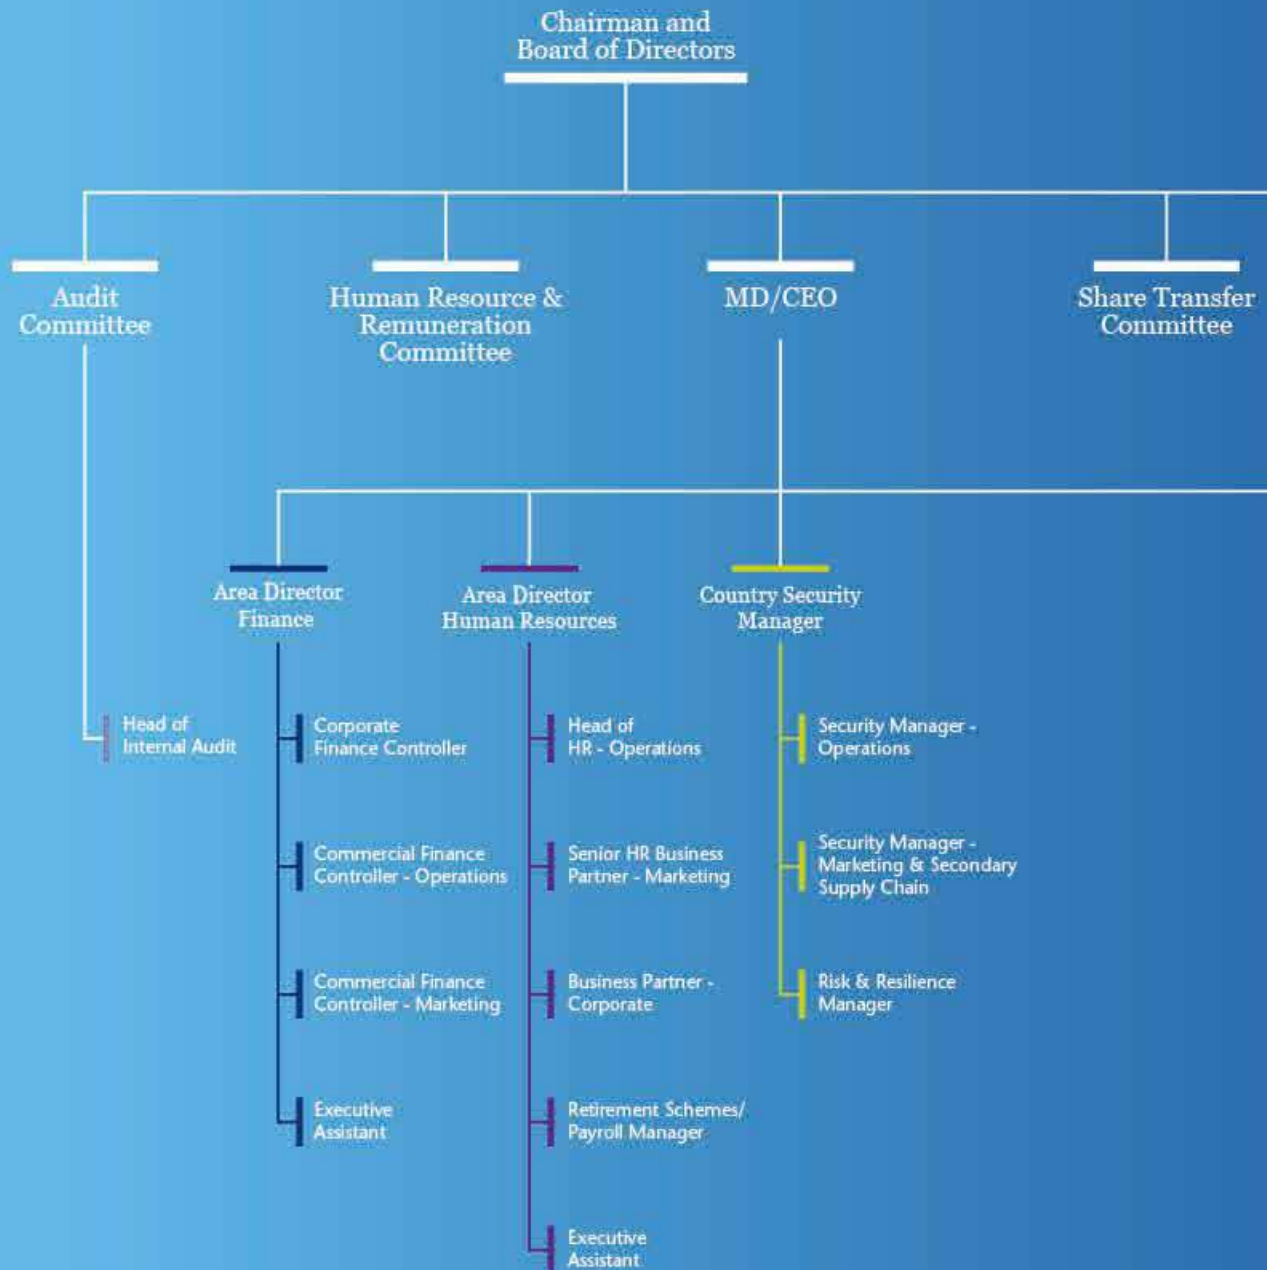 Chairman and
Board of Directors
Audit
Committee
Human Resource &
Remuneration
Committee
MD/CEO
Share Transfer
Committee
Area Director
Finance
Area Director
Human Resources
Country Security
Manager
Head of
Internal Audit
Corporate
Finance Controller
Commercial Finance
Controller - Operations
Commercial Finance
Controller - Marketing
Executive
Assistant
Head of
HR - Operations
Senior HR Business
Partner - Marketing
Business Partner -
Corporate
Retirement Schemes/
Payroll Manager
Executive
Assistant
Security Manager -
Operations
Security Manager -
Marketing & Secondary
Supply Chain
Risk & Resilience
Manager